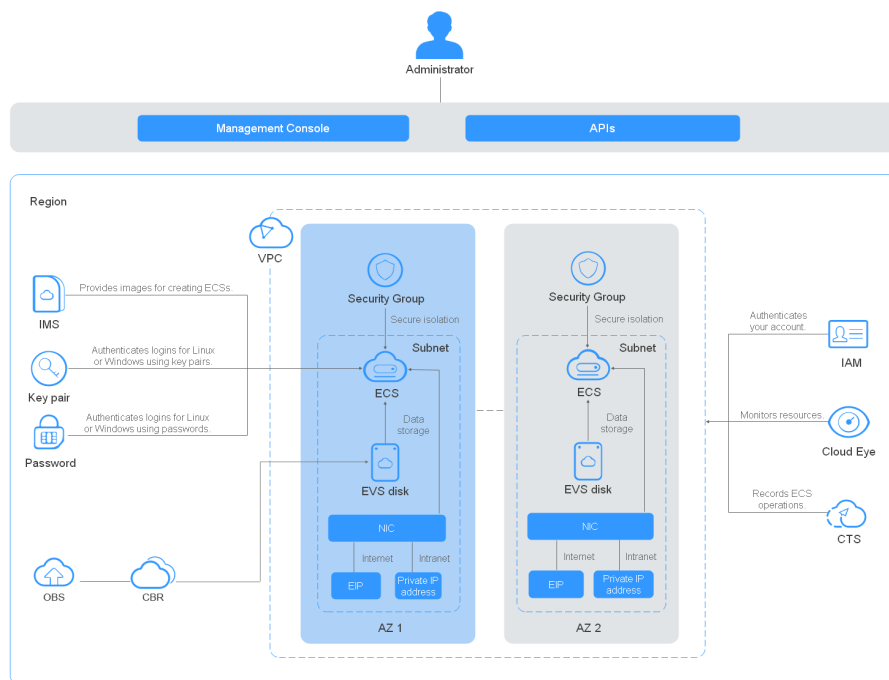 Administrator
Management Console
APIs
Region
VPC
Security Group
Secure isolation
Subnet
ECS
Data
storage
EVS disk
NIC
Internet
Intranet
EIP
Private IP
address
AZ 1
Security Group
Secure isolation
Subnet
ECS
Data
storage
EVS disk
NIC
Internet
Intranet
EIP
Private IP
address
AZ 2
Provides images for creating ECSs.
IMS
Authenticates logins for Linux
or Windows using key pairs.
Key pair
Authenticates logins for Linux
or Windows using passwords.
Password
OBS
CBR
Authenticates
your account.
IAM
Monitors resources.
Cloud Eye
Records ECS
operations.
CTS